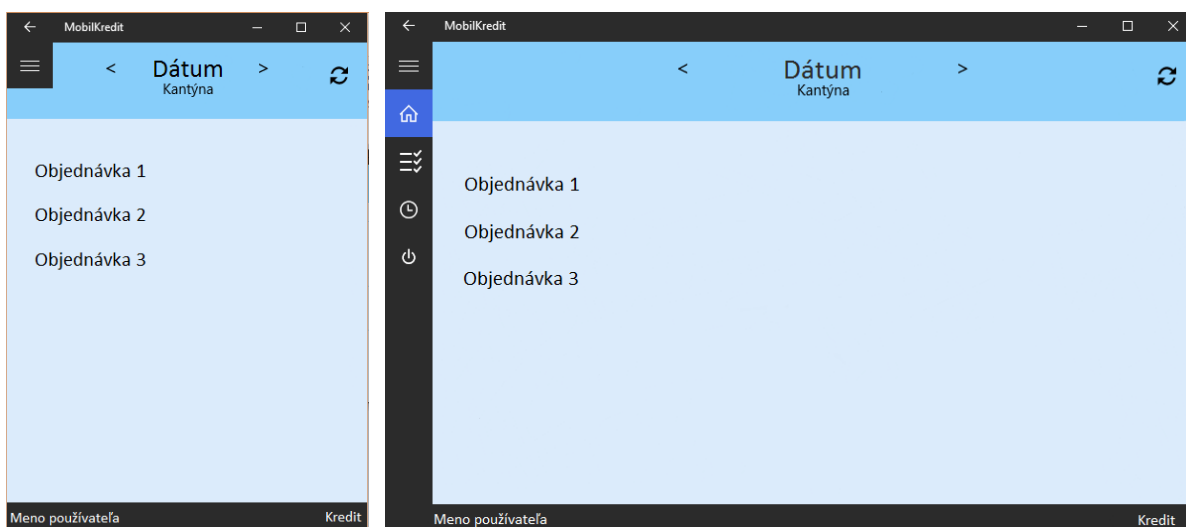 MobilKredit
< Dátum >
Kantýna
Objednávka 1
Objednávka 2
Objednávka 3
Meno používateľa Kredit
MobilKredit
< Dátum >
Kantýna
Objednávka 1
Objednávka 2
Objednávka 3
Meno používateľa Kredit